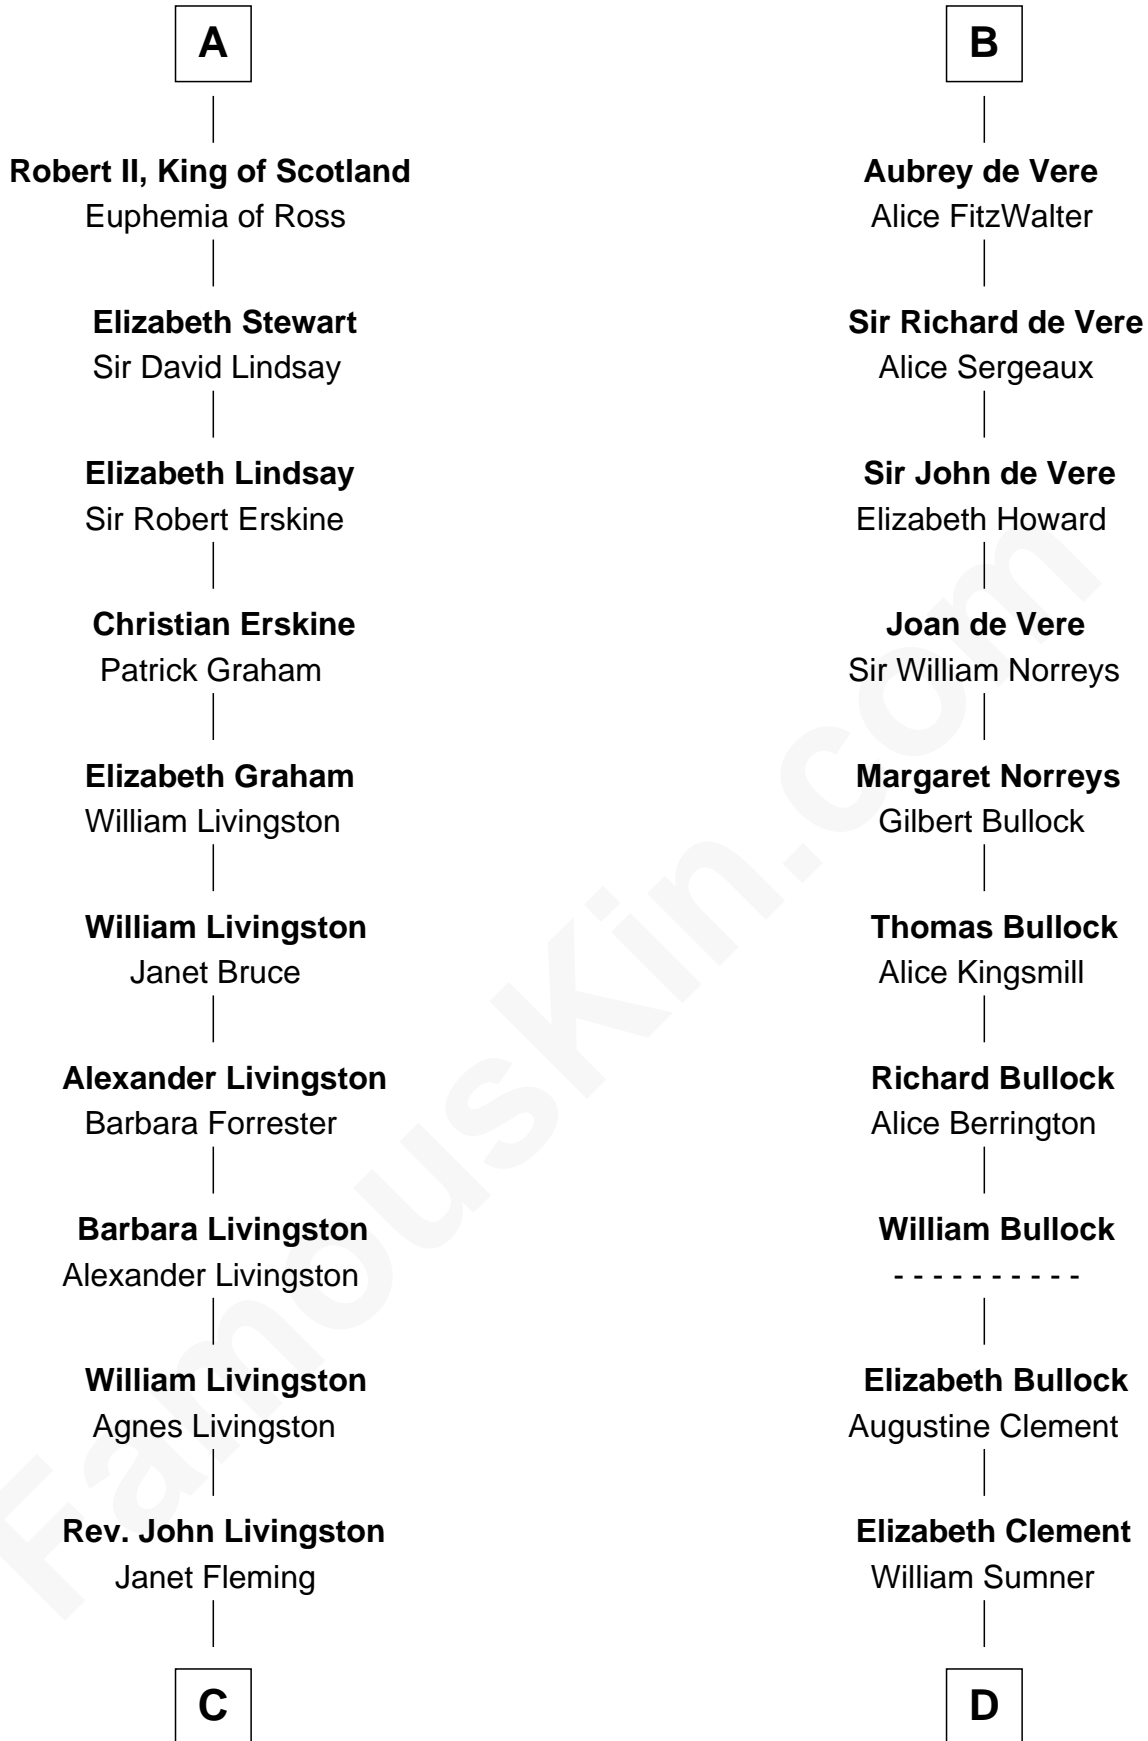 A
Robert II, King of Scotland
Euphemia of Ross
Elizabeth Stewart
Sir David Lindsay
Elizabeth Lindsay
Sir Robert Erskine
Christian Erskine
Patrick Graham
Elizabeth Graham
William Livingston
William Livingston
Janet Bruce
Alexander Livingston
Barbara Forrester
Barbara Livingston
Alexander Livingston
William Livingston
Agnes Livingston
Rev. John Livingston
Janet Fleming
C
B
Aubrey de Vere
Alice FitzWalter
Sir Richard de Vere
Alice Sergeaux
Sir John de Vere
Elizabeth Howard
Joan de Vere
Sir William Norreys
Margaret Norreys
Gilbert Bullock
Thomas Bullock
Alice Kingsmill
Richard Bullock
Alice Berrington
William Bullock
- - - - - - - - - -
Elizabeth Bullock
Augustine Clement
Elizabeth Clement
William Sumner
D
FamousKin.com